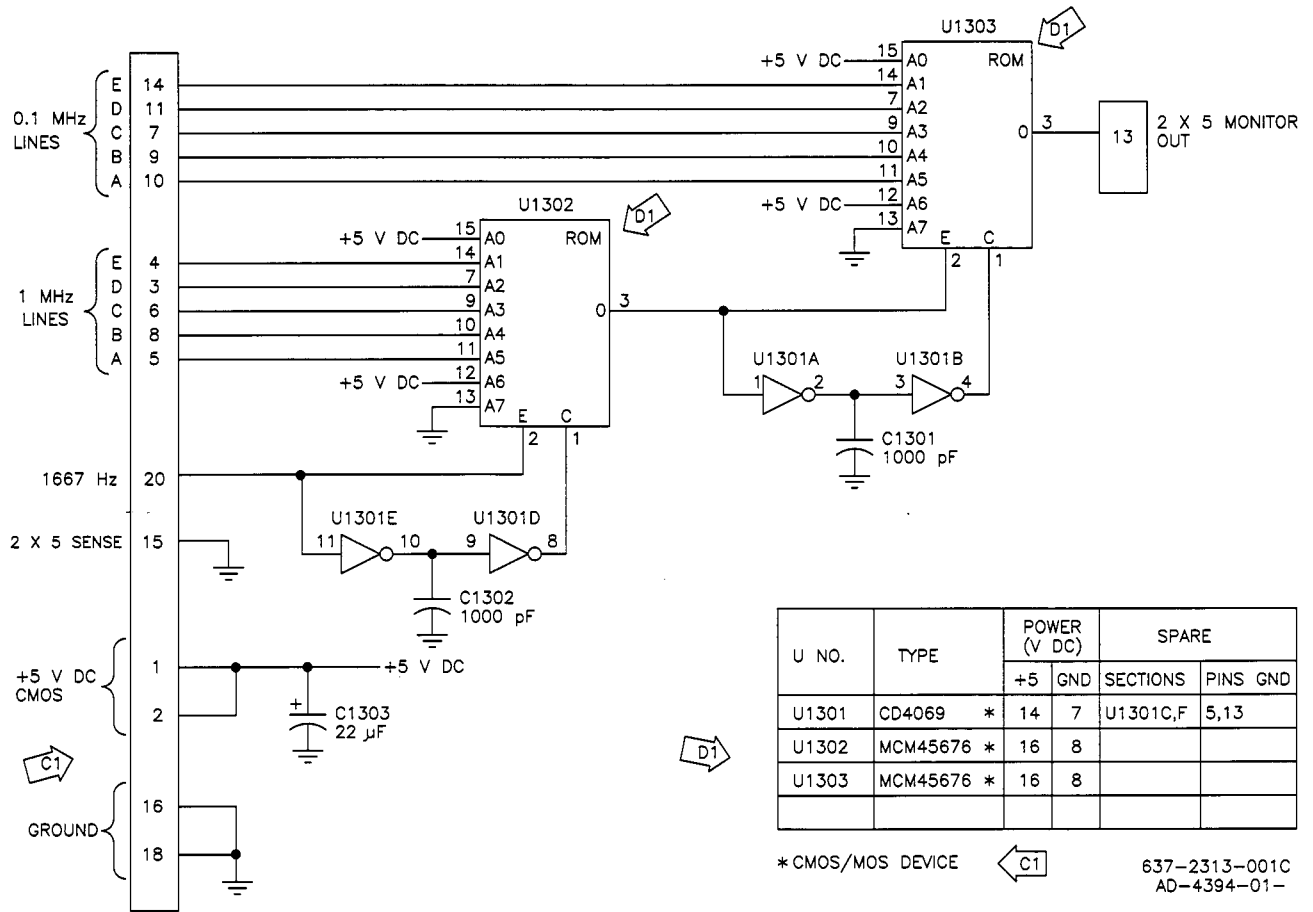 U1303
D1
+5 V DC 15 A0 ROM
0.1 MHz LINES
E 14 14 A1
D 11 7 A2
C 7 9 A3 O 3 13 2 X 5 MONITOR OUT
B 9 10 A4
A 10 11 A5
+5 V DC 12 A6
13 A7
E C
2 1
U1302
D1
+5 V DC 15 A0 ROM
1 MHz LINES
E 4 14 A1
D 3 7 A2
C 6 9 A3 O 3
B 8 10 A4
A 5 11 A5
+5 V DC 12 A6
13 A7
E C
2 1
U1301A U1301B
1 2 3 4
C1301
1000 pF
1667 Hz 20
U1301E U1301D
11 10 9 8
2 X 5 SENSE 15
C1302
1000 pF
+5 V DC
CMOS
1 +5 V DC
2
+ C1303
22 µF
C1
GROUND
16
18
D1
U NO. TYPE POWER (V DC) SPARE
+5 GND SECTIONS PINS GND
U1301 CD4069 * 14 7 U1301C,F 5,13
U1302 MCM45676 * 16 8
U1303 MCM45676 * 16 8
* CMOS/MOS DEVICE C1
637-2313-001C
AD-4394-01-